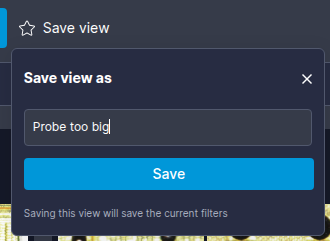 Save view
Save view as
Probe too big
Save
Saving this view will save the current filters